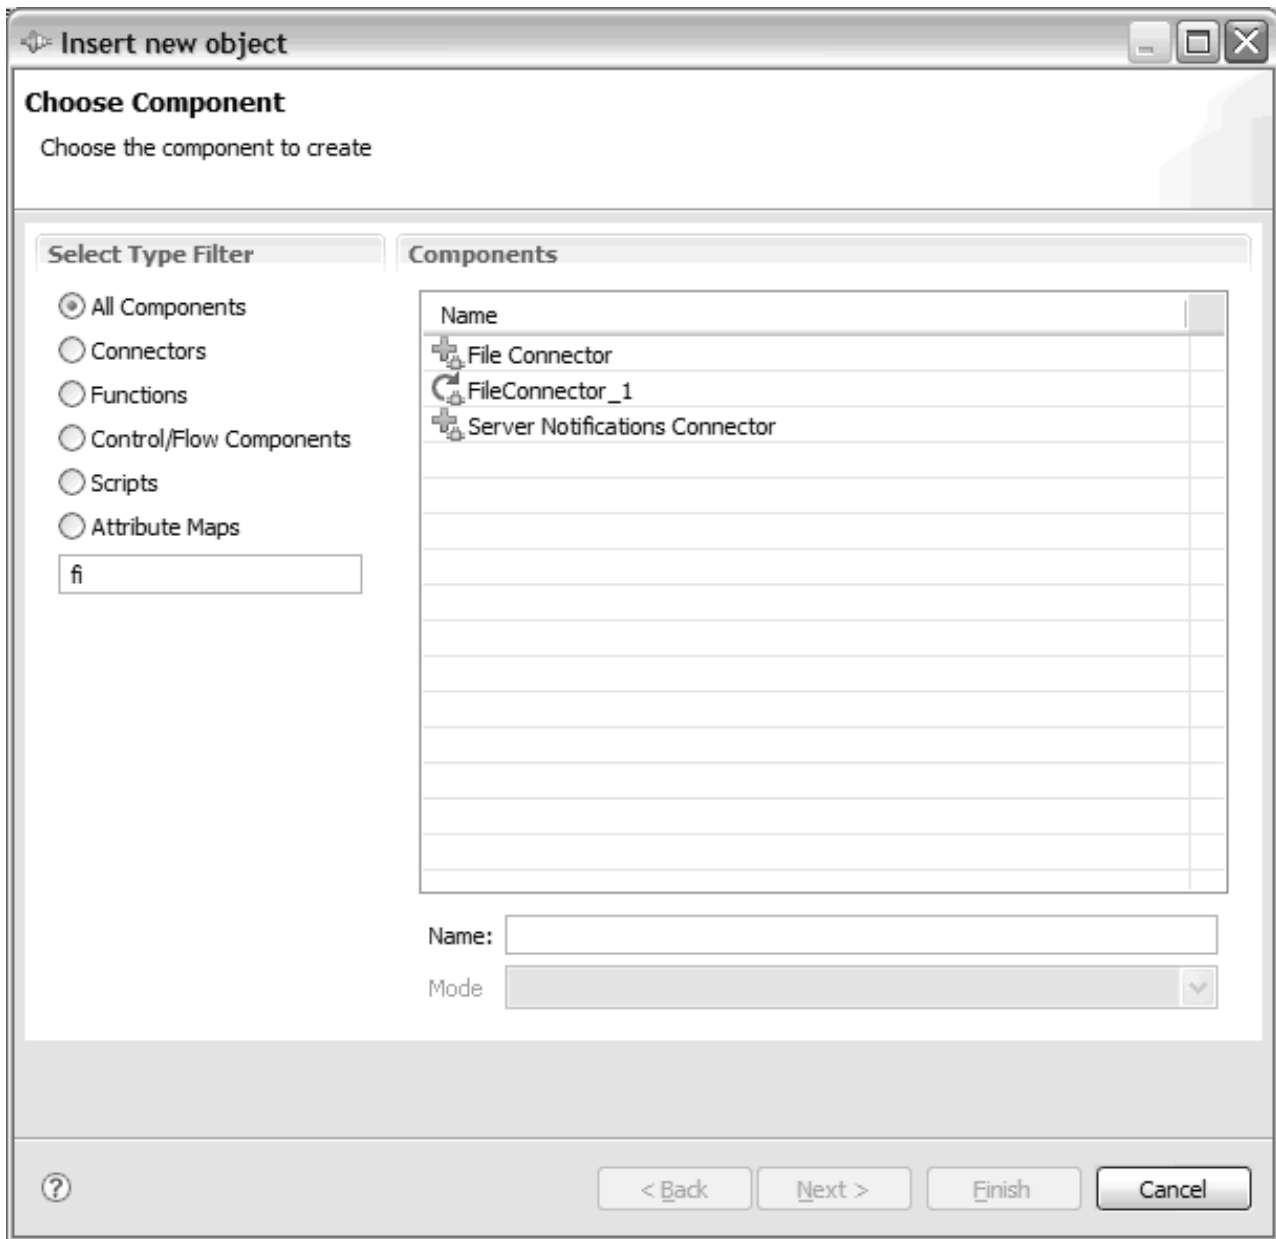 Insert new object
Choose Component
Choose the component to create
Select Type Filter
All Components
Connectors
Functions
Control/Flow Components
Scripts
Attribute Maps
fi
Components
Name
File Connector
FileConnector_1
Server Notifications Connector
Name:
Mode
?
< Back
Next >
Finish
Cancel